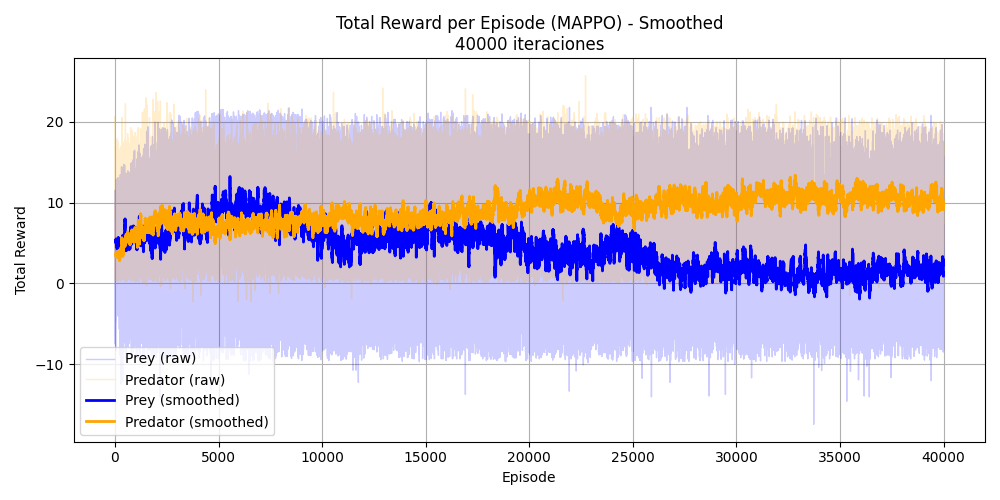 Total Reward per Episode (MAPPO) - Smoothed
40000 iteraciones
Total Reward
20
10
0
−10
Prey (raw)
Predator (raw)
Prey (smoothed)
Predator (smoothed)
0 5000 10000 15000 20000 25000 30000 35000 40000
Episode